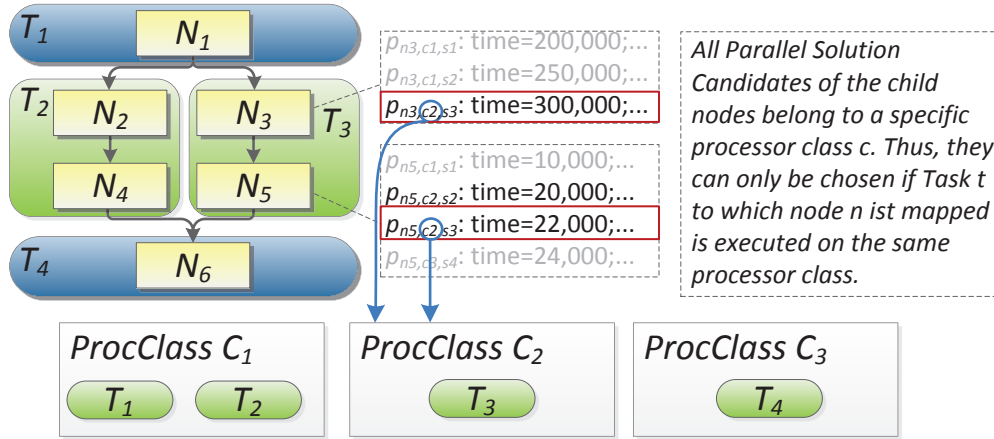 T1
N1
T2
N2
N3
T3
N4
N5
T4
N6
pn3,c1,s1: time=200,000;...
pn3,c1,s2: time=250,000;...
pn3,c2,s3: time=300,000;...
pn5,c1,s1: time=10,000;...
pn5,c2,s2: time=20,000;...
pn5,c2,s3: time=22,000;...
pn5,c3,s4: time=24,000;...
All Parallel Solution
Candidates of the child
nodes belong to a specific
processor class c. Thus, they
can only be chosen if Task t
to which node n ist mapped
is executed on the same
processor class.
ProcClass C1
T1
T2
ProcClass C2
T3
ProcClass C3
T4